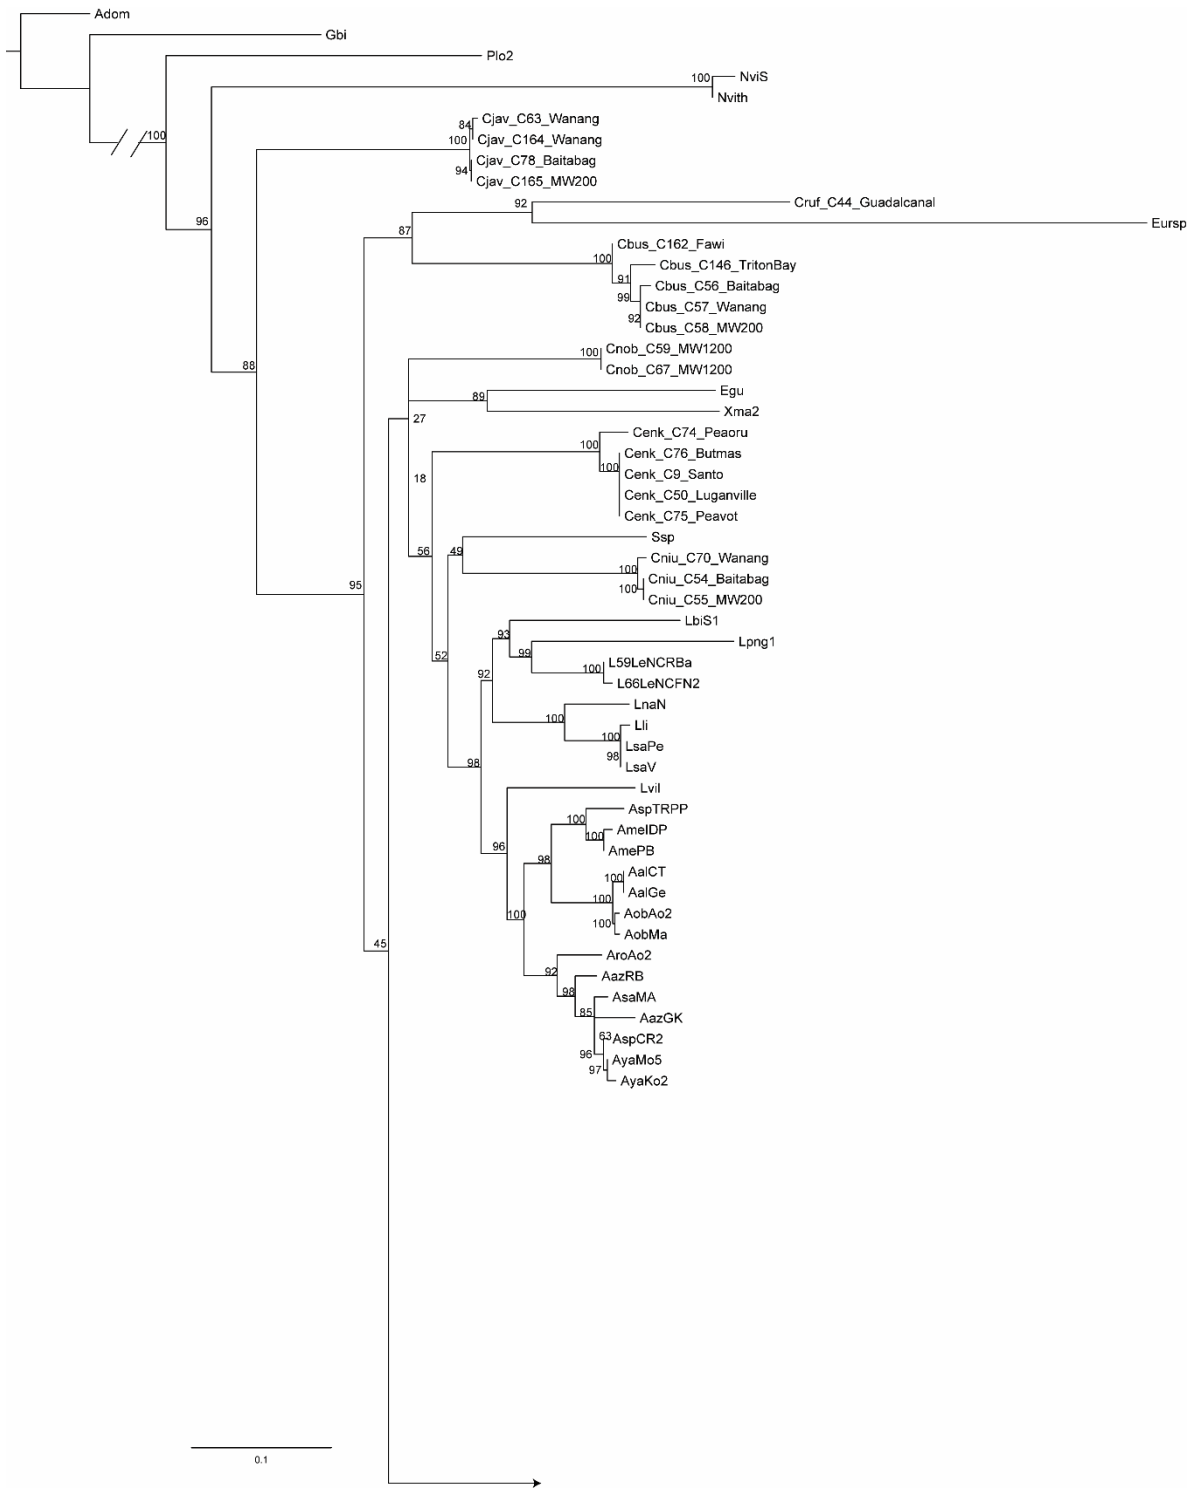 Adom
Gbi
Plo2
100 NviS
Nvith
100
Cjav_C63_Wanang
84
100 Cjav_C164_Wanang
Cjav_C78_Baitabag
94
Cjav_C165_MW200
92 Cruf_C44_Guadalcanal
96 Eursp
87
Cbus_C162_Fawi
100 Cbus_C146_TritonBay
91
Cbus_C56_Baitabag
99
Cbus_C57_Wanang
92
Cbus_C58_MW200
100 Cnob_C59_MW1200
88 Cnob_C67_MW1200
89 Egu
Xma2
27
Cenk_C74_Peaoru
100
Cenk_C76_Butmas
100
Cenk_C9_Santo
18
Cenk_C50_Luganville
Cenk_C75_Peavot
Ssp
56 49
Cniu_C70_Wanang
100
Cniu_C54_Baitabag
95 100
Cniu_C55_MW200
LbiS1
93
Lpng1
99
52 L59LeNCRBa
92 100
L66LeNCFN2
LnaN
100 Lli
100
LsaPe
98
98 LsaV
Lvil
AspTRPP
100
AmelDP
100
96 AmePB
98
AalCT
100
AalGe
100
100 AobAo2
100
AobMa
45
AroAo2
92 AazRB
98 AsaMA
85 AazGK
63 AspCR2
96 AyaMo5
97
AyaKo2
0.1